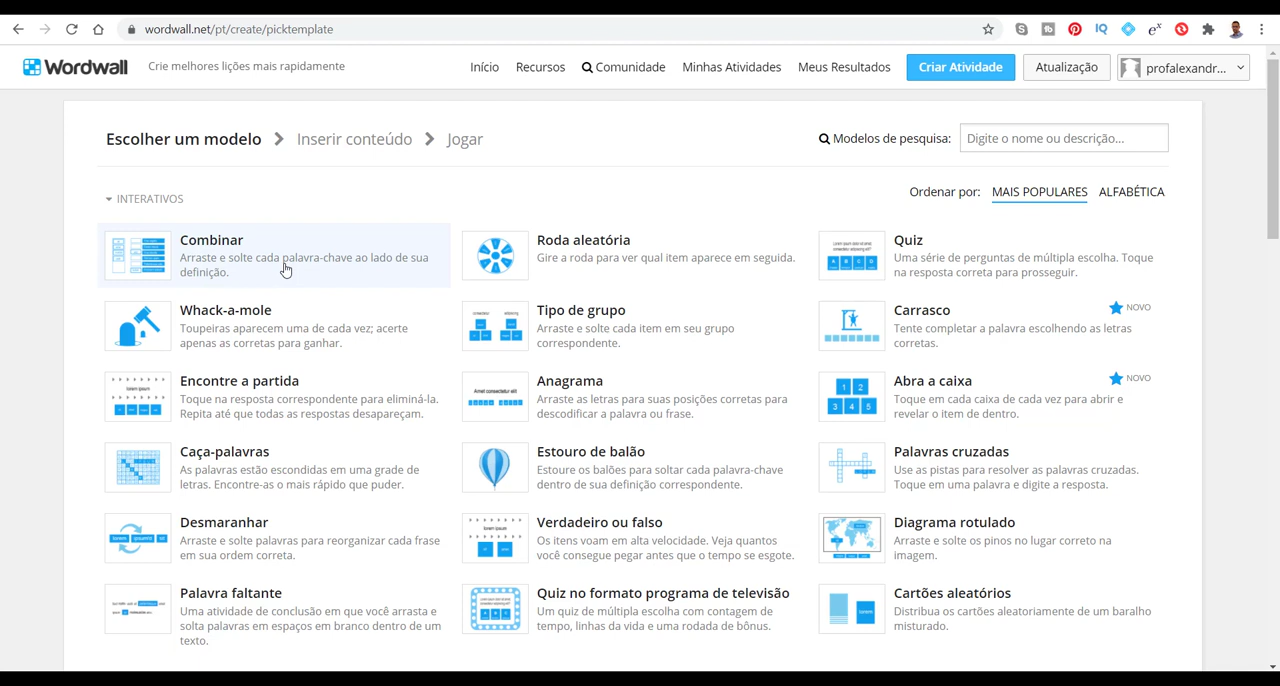 wordwall.net/pt/create/picktemplate
Wordwall
Crie melhores lições mais rapidamente
Início
Recursos
Comunidade
Minhas Atividades
Meus Resultados
Criar Atividade
Atualização
profalexandr...
Escolher um modelo
Inserir conteúdo
Jogar
Modelos de pesquisa:
Digite o nome ou descrição...
INTERATIVOS
Ordenar por:
MAIS POPULARES
ALFABÉTICA
Combinar
Arraste e solte cada palavra-chave ao lado de sua
definição.
Roda aleatória
Gire a roda para ver qual item aparece em seguida.
Quiz
Uma série de perguntas de múltipla escolha. Toque
na resposta correta para prosseguir.
Whack-a-mole
Toupeiras aparecem uma de cada vez; acerte
apenas as corretas para ganhar.
Tipo de grupo
Arraste e solte cada item em seu grupo
correspondente.
Carrasco
NOVO
Tente completar a palavra escolhendo as letras
corretas.
Encontre a partida
Toque na resposta correspondente para eliminá-la.
Repita até que todas as respostas desapareçam.
Anagrama
Arraste as letras para suas posições corretas para
descodificar a palavra ou frase.
Abra a caixa
NOVO
Toque em cada caixa de cada vez para abrir e
revelar o item de dentro.
Caça-palavras
As palavras estão escondidas em uma grade de
letras. Encontre-as o mais rápido que puder.
Estouro de balão
Estoure os balões para soltar cada palavra-chave
dentro de sua definição correspondente.
Palavras cruzadas
Use as pistas para resolver as palavras cruzadas.
Toque em uma palavra e digite a resposta.
Desmaranhar
Arraste e solte palavras para reorganizar cada frase
em sua ordem correta.
Verdadeiro ou falso
Os itens voam em alta velocidade. Veja quantos
você consegue pegar antes que o tempo se esgote.
Diagrama rotulado
Arraste e solte os pinos no lugar correto na
imagem.
Palavra faltante
Uma atividade de conclusão em que você arrasta e
solta palavras em espaços em branco dentro de um
texto.
Quiz no formato programa de televisão
Um quiz de múltipla escolha com contagem de
tempo, linhas da vida e uma rodada de bônus.
Cartões aleatórios
Distribua os cartões aleatoriamente de um baralho
misturado.